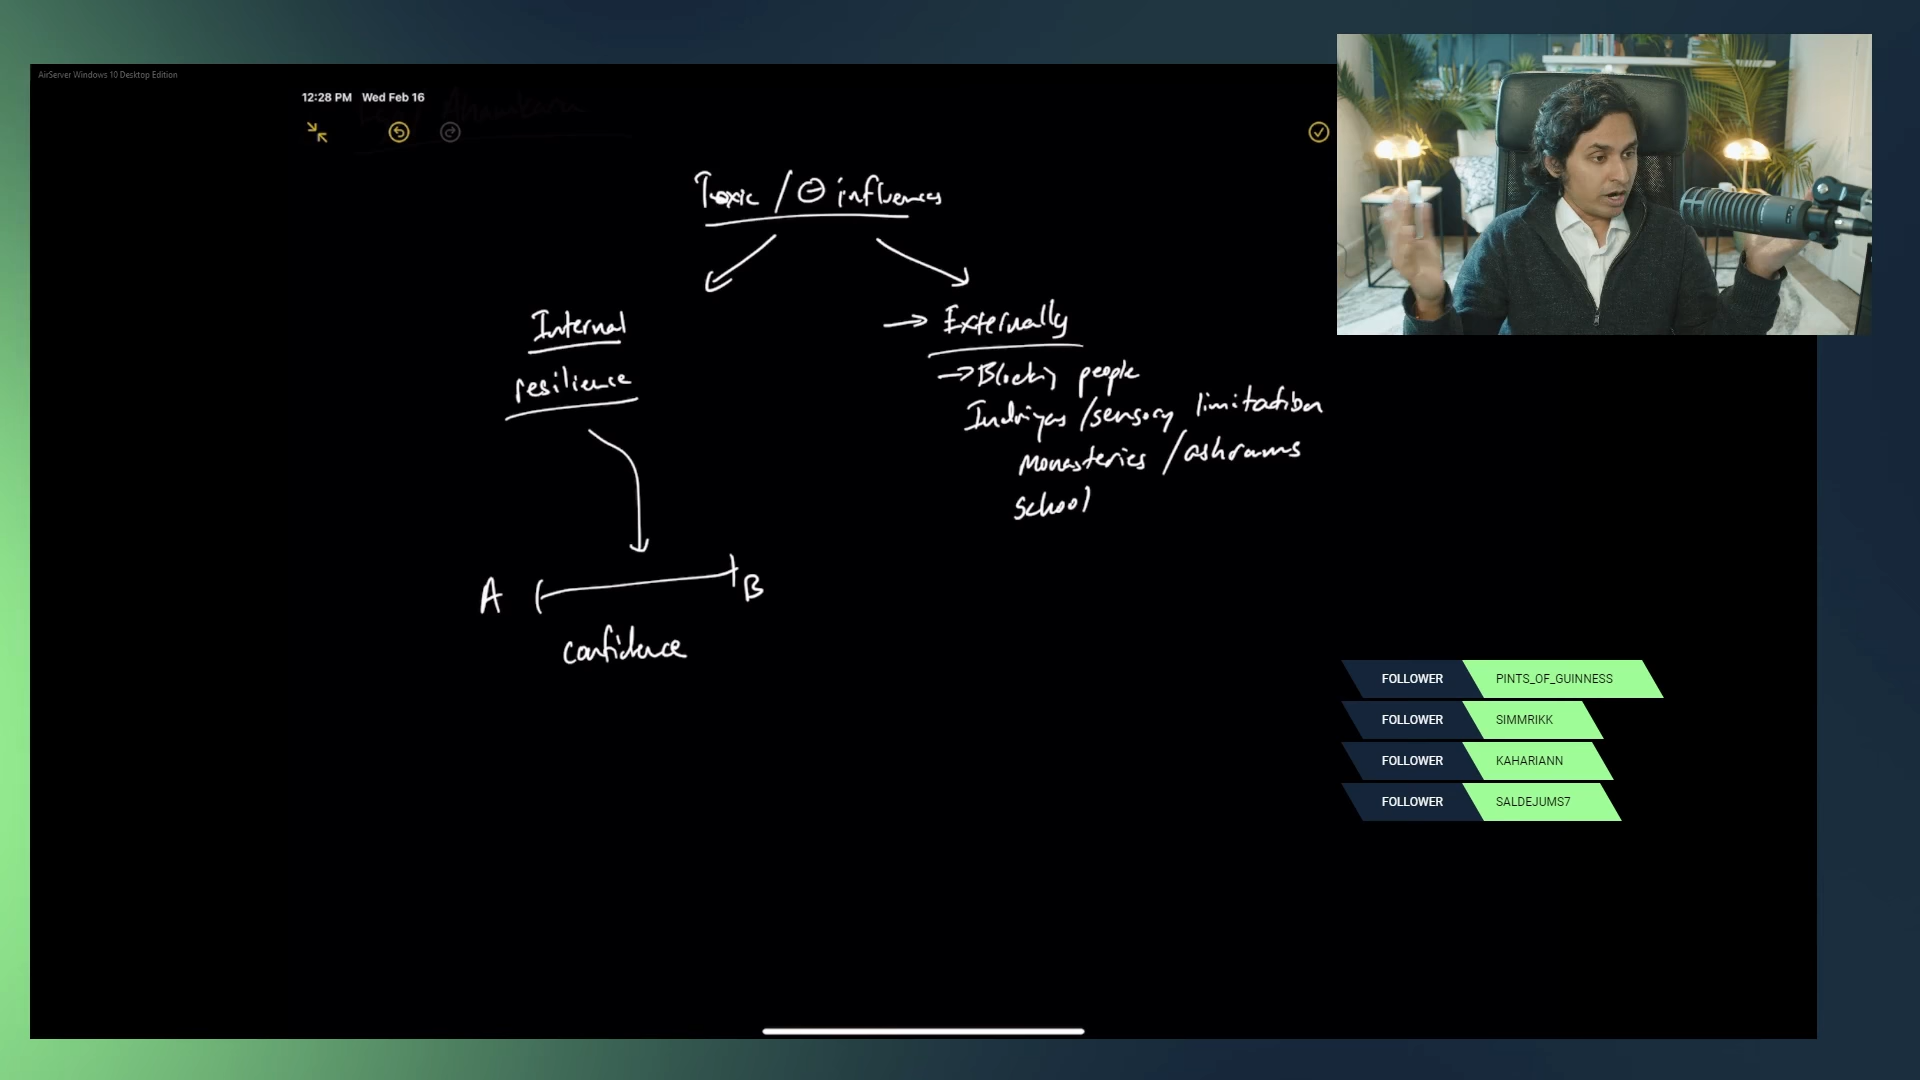 AirServer Windows 10 Desktop Edition
12:28 PM Wed Feb 16
Toxic / ⊖ influences
Internal
resilience
→ Externally
→ Blocking people
Indriyas / sensory limitation
Monasteries / ashrams
School
A B
confidence
FOLLOWER PINTS_OF_GUINNESS
FOLLOWER SIMMRIKK
FOLLOWER KAHARIANN
FOLLOWER SALDEJUMS7